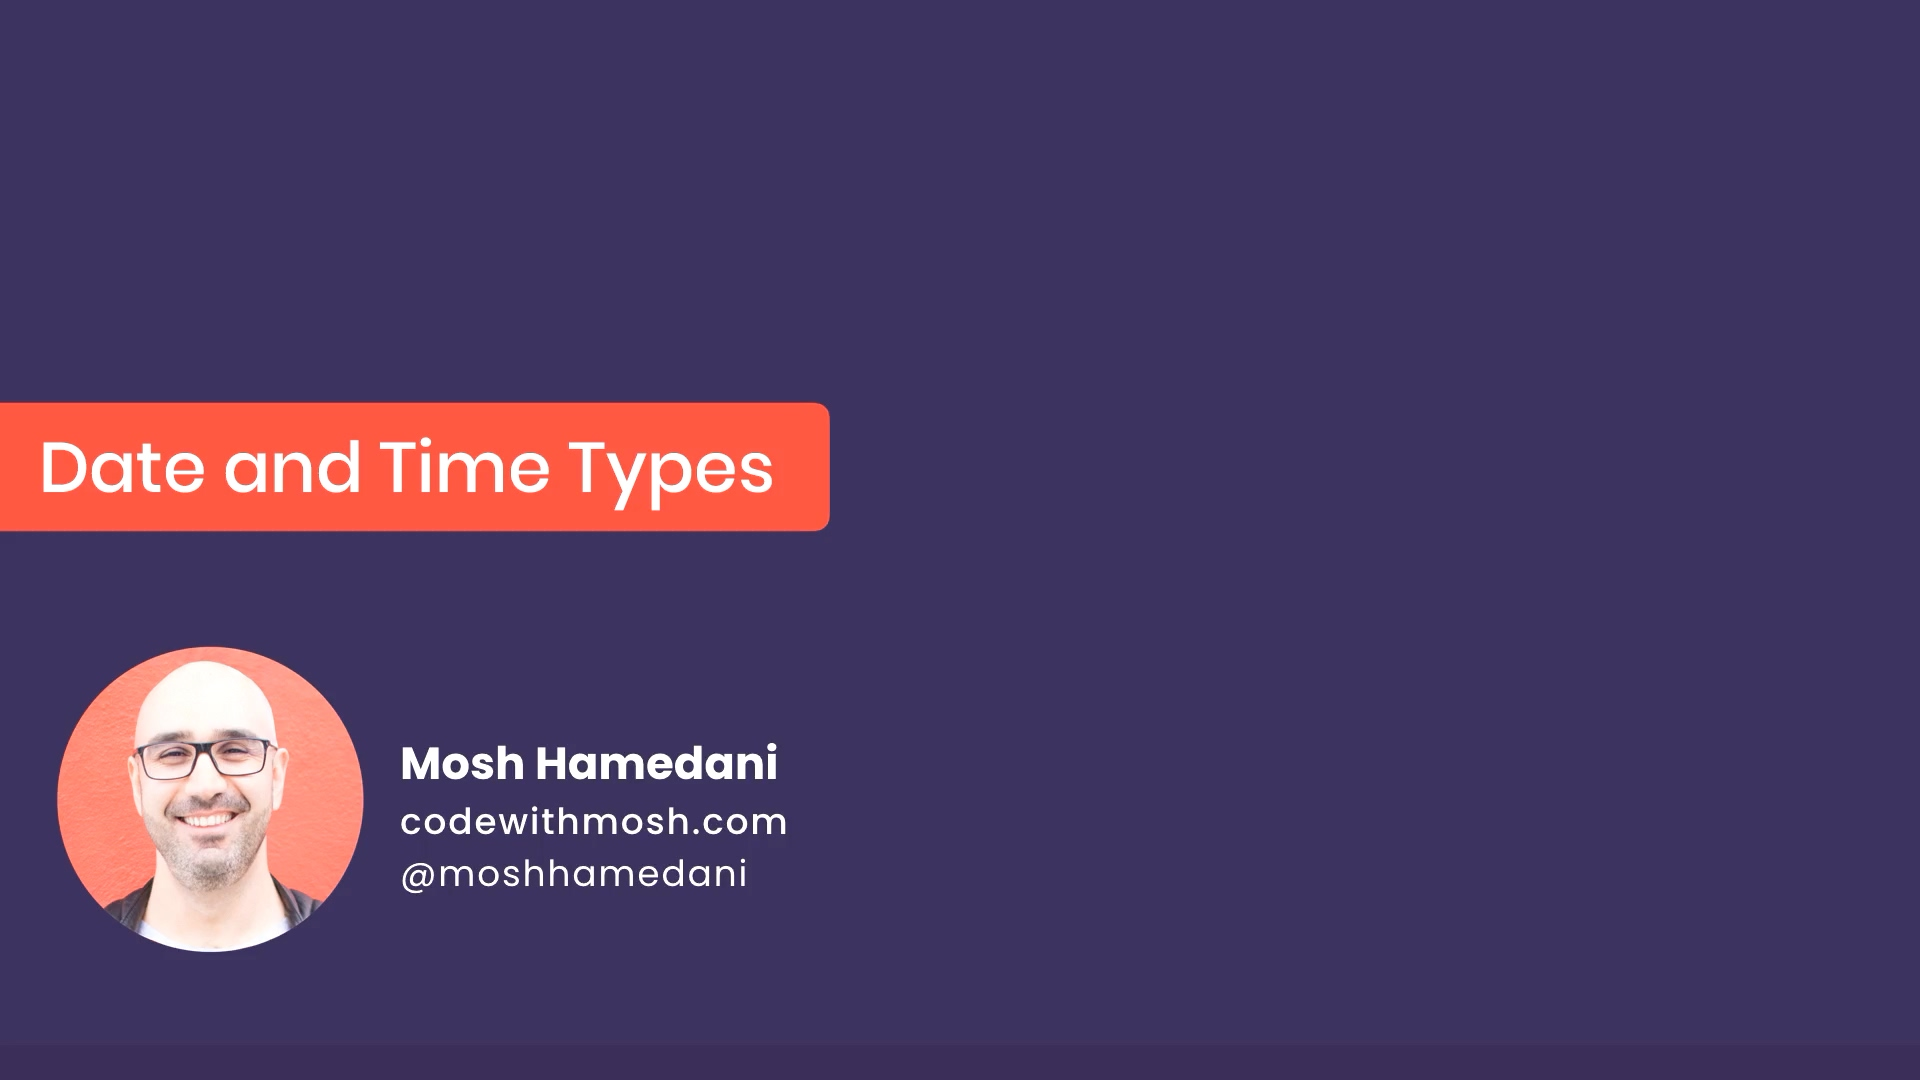 Date and Time Types
Mosh Hamedani
codewithmosh.com
@moshhamedani